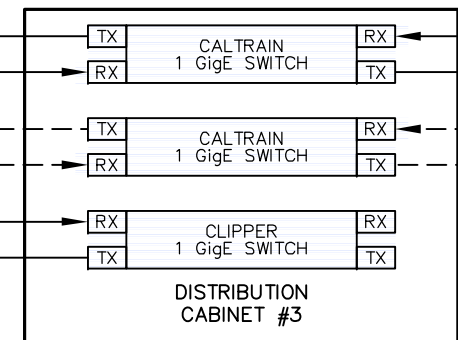 TX CALTRAIN RX
RX 1 GigE SWITCH TX
TX CALTRAIN RX
RX 1 GigE SWITCH TX
RX CLIPPER RX
TX 1 GigE SWITCH TX
DISTRIBUTION
CABINET #3